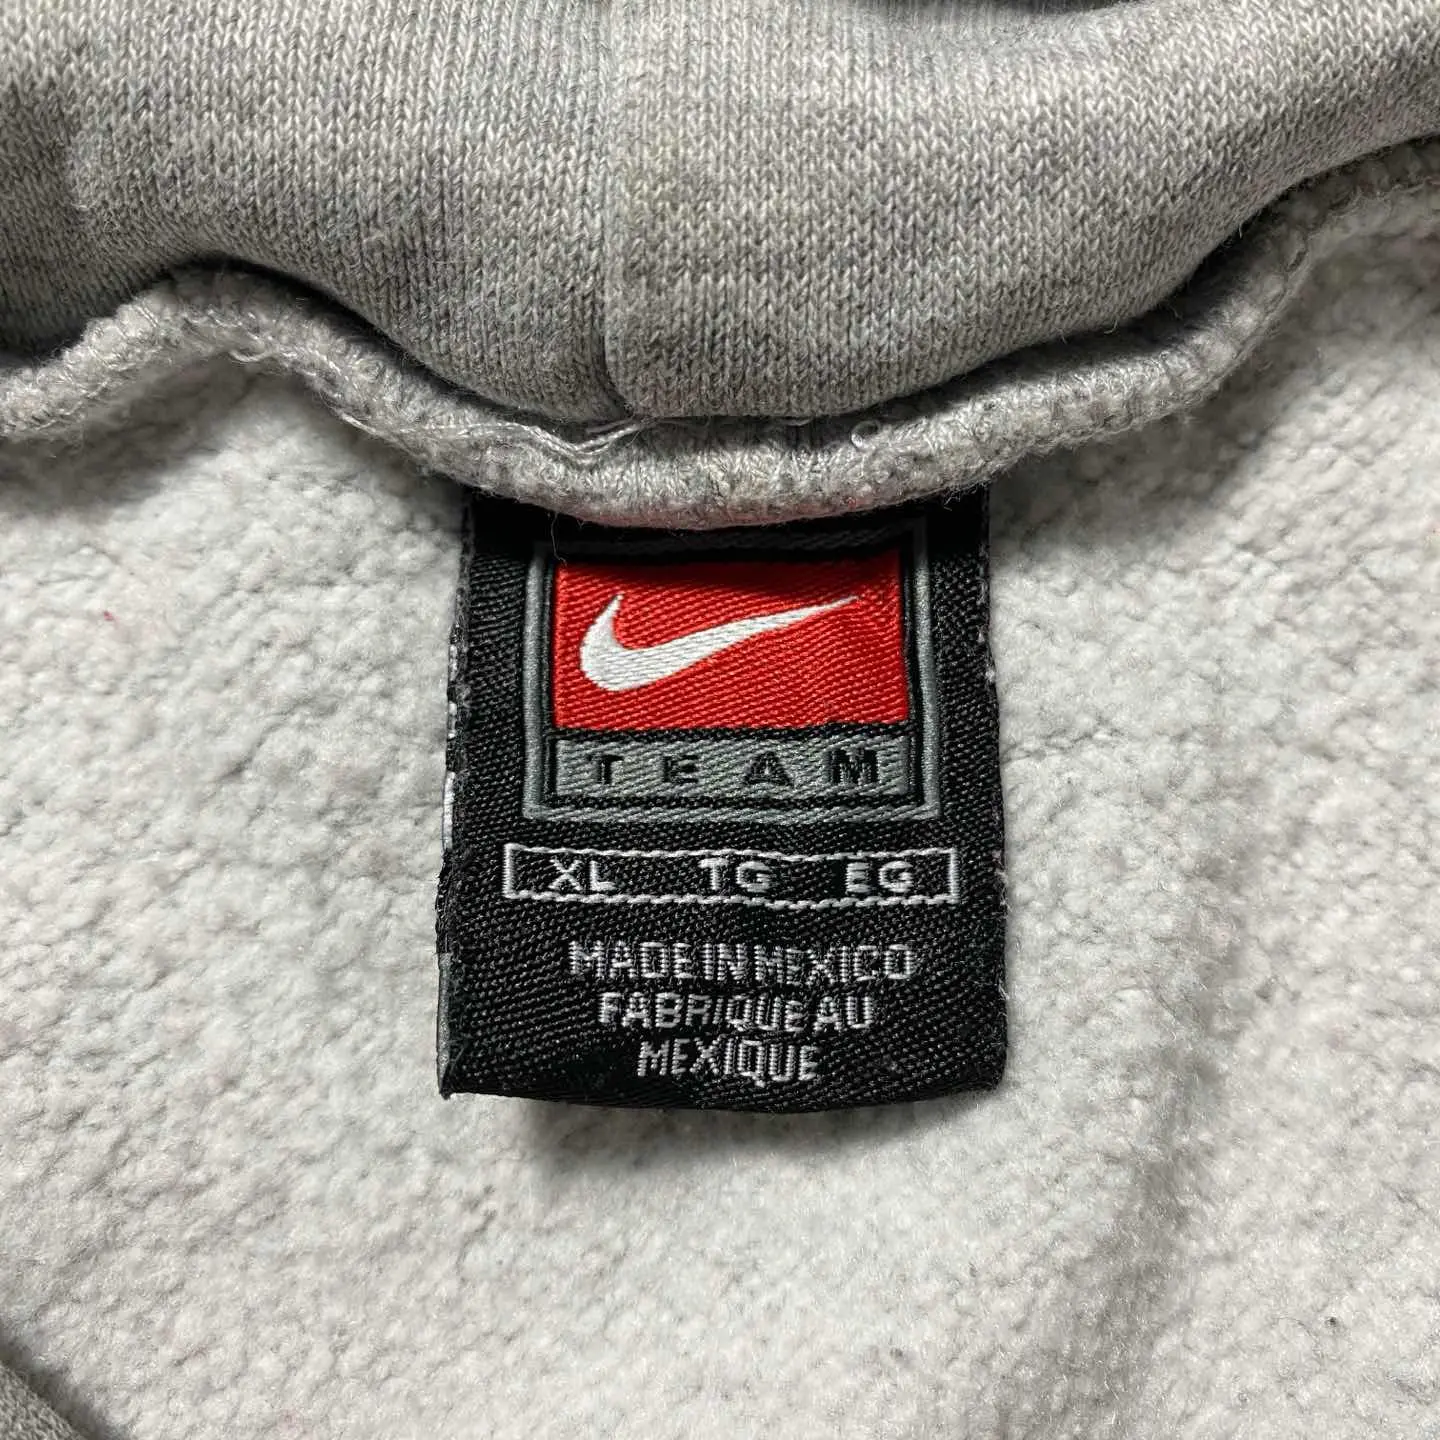 TEAM
XL TG EG
MADE IN MEXICO
FABRIQUE AU
MEXIQUE